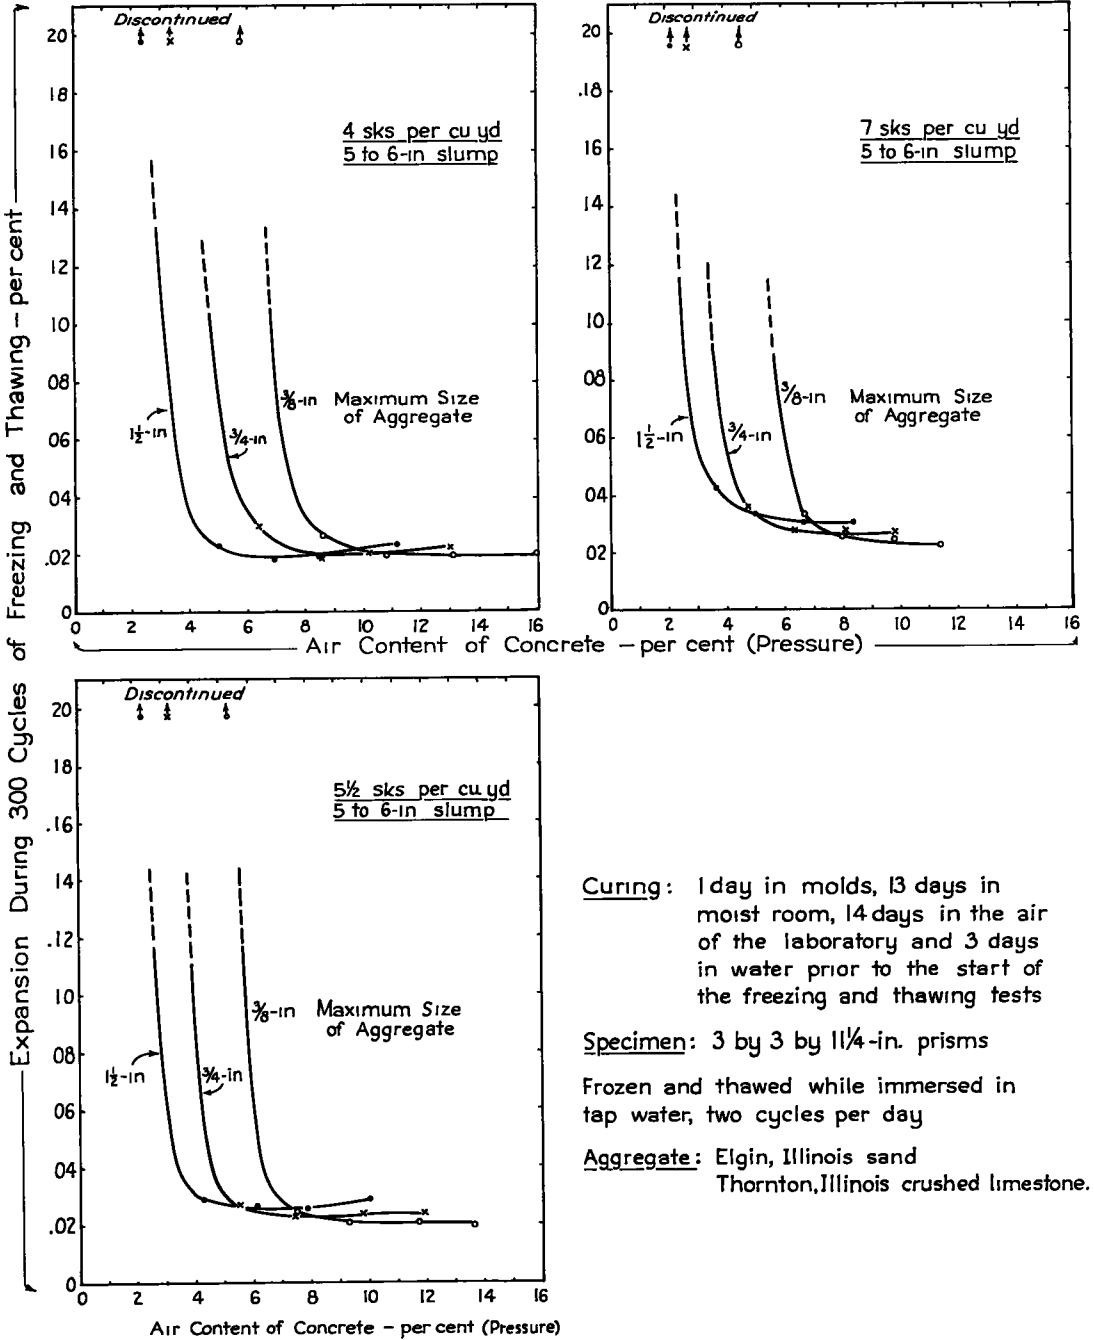 Expansion During 300 Cycles of Freezing and Thawing - per cent
Discontinued
20
18
16
14
12
10
08
06
04
02
0
4 sks per cu yd
5 to 6-in slump
1½-in
¾-in
⅜-in
Maximum Size
of Aggregate
0 2 4 6 8 10 12 14 16
Discontinued
20
.18
16
14
12
10
08
06
04
02
0
7 sks per cu yd
5 to 6-in slump
1½-in
¾-in
⅜-in
Maximum Size
of Aggregate
0 2 4 6 8 10 12 14 16
Air Content of Concrete - per cent (Pressure)
Discontinued
20
18
.16
14
.12
10
08
06
04
.02
0
5½ sks per cu yd
5 to 6-in slump
1½-in
¾-in
⅜-in
Maximum Size
of Aggregate
0 2 4 6 8 10 12 14 16
Air Content of Concrete - per cent (Pressure)
Curing: 1 day in molds, 13 days in
moist room, 14 days in the air
of the laboratory and 3 days
in water prior to the start of
the freezing and thawing tests
Specimen: 3 by 3 by 11¼-in. prisms
Frozen and thawed while immersed in
tap water, two cycles per day
Aggregate: Elgin, Illinois sand
Thornton, Illinois crushed limestone.